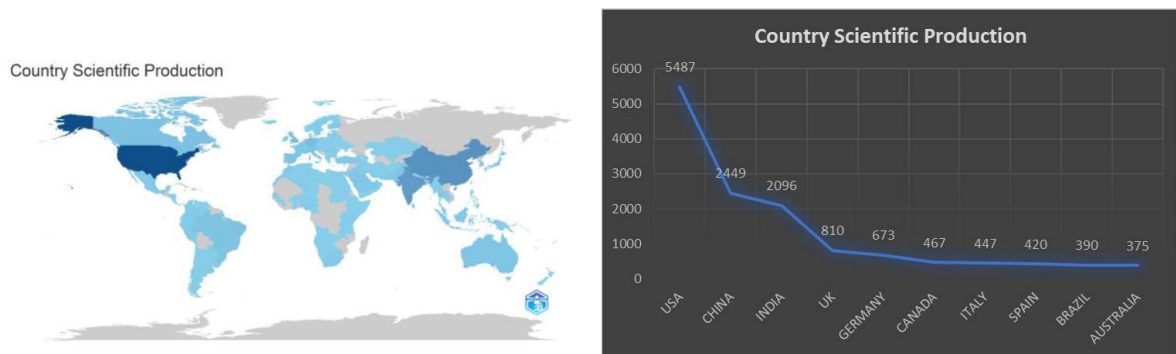 Country Scientific Production
Country Scientific Production
6000
5000
4000
3000
2000
1000
0
5487
2449
2096
810
673
467
447
420
390
375
USA
CHINA
INDIA
UK
GERMANY
CANADA
ITALY
SPAIN
BRAZIL
AUSTRALIA